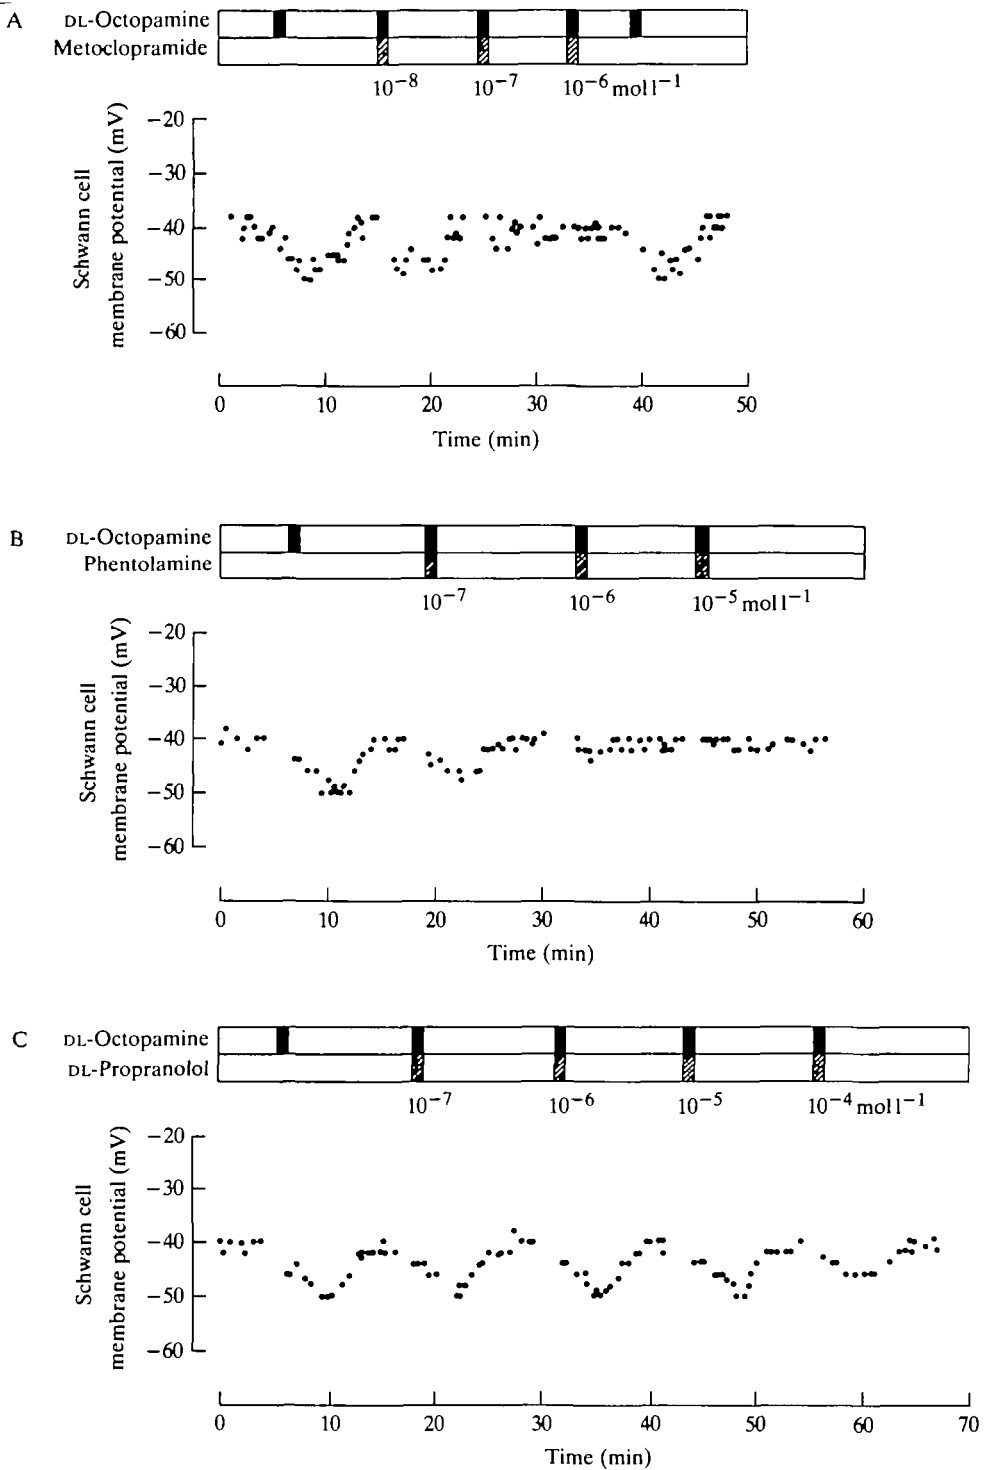 A
DL-Octopamine
Metoclopramide
10⁻⁸ 10⁻⁷ 10⁻⁶ mol l⁻¹
Schwann cell
membrane potential (mV)
−20
−30
−40
−50
−60
0 10 20 30 40 50
Time (min)
B
DL-Octopamine
Phentolamine
10⁻⁷ 10⁻⁶ 10⁻⁵ mol l⁻¹
Schwann cell
membrane potential (mV)
−20
−30
−40
−50
−60
0 10 20 30 40 50 60
Time (min)
C
DL-Octopamine
DL-Propranolol
10⁻⁷ 10⁻⁶ 10⁻⁵ 10⁻⁴ mol l⁻¹
Schwann cell
membrane potential (mV)
−20
−30
−40
−50
−60
0 10 20 30 40 50 60 70
Time (min)